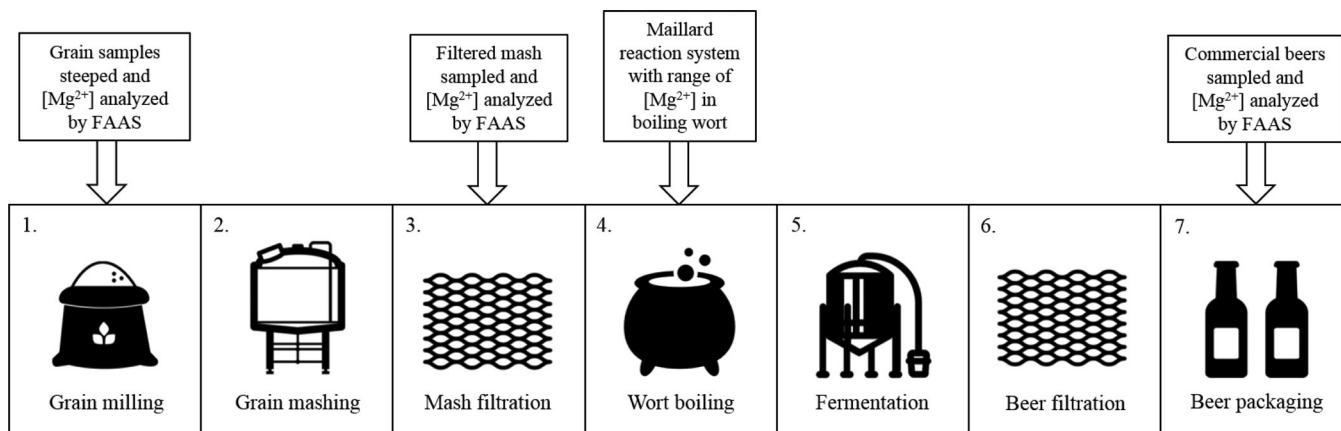 Grain samples
steeped and
[Mg²⁺] analyzed
by FAAS
Filtered mash
sampled and
[Mg²⁺] analyzed
by FAAS
Maillard
reaction system
with range of
[Mg²⁺] in
boiling wort
Commercial beers
sampled and
[Mg²⁺] analyzed
by FAAS
1.
Grain milling
2.
Grain mashing
3.
Mash filtration
4.
Wort boiling
5.
Fermentation
6.
Beer filtration
7.
Beer packaging